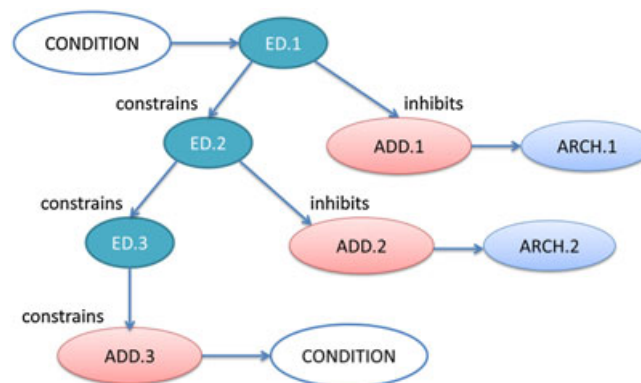 CONDITION
ED.1
constrains
inhibits
ED.2
ADD.1
ARCH.1
constrains
inhibits
ED.3
ADD.2
ARCH.2
constrains
ADD.3
CONDITION